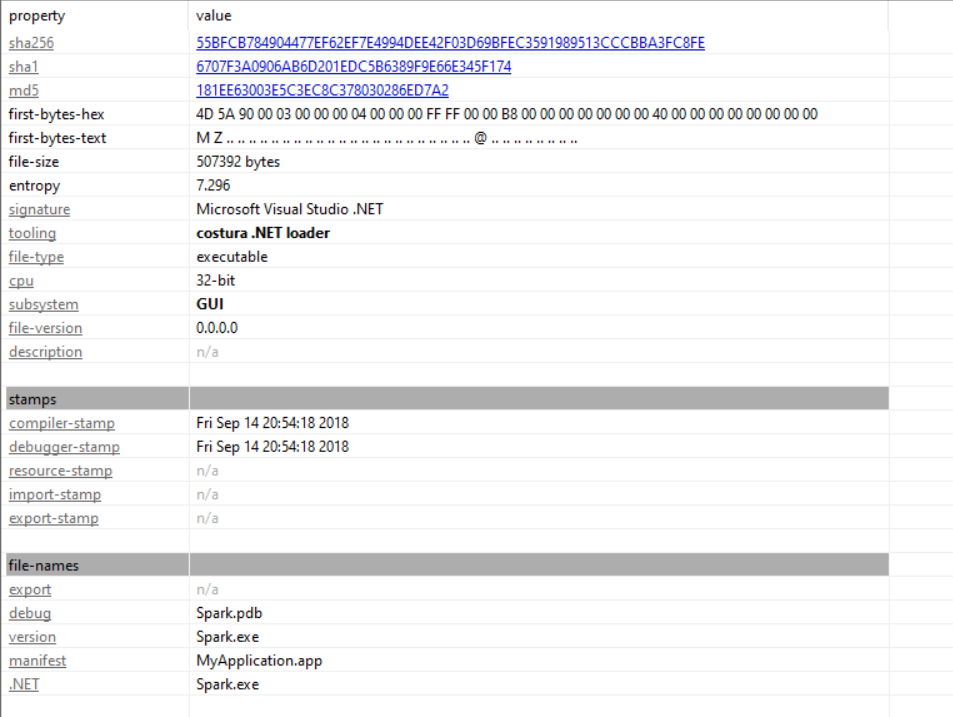 property value
sha256 55BFCB784904477EF62EF7E4994DEE42F03D69BFEC3591989513CCCBBA3FC8FE
sha1 6707F3A0906AB6D201EDC5B6389F9E66E345F174
md5 181EE63003E5C3EC8C378030286ED7A2
first-bytes-hex 4D 5A 90 00 03 00 00 00 04 00 00 00 FF FF 00 00 B8 00 00 00 00 00 00 00 40 00 00 00 00 00 00 00 00
first-bytes-text M Z .. .. .. .. .. .. .. .. .. .. .. .. .. .. .. .. .. .. .. .. .. .. @ .. .. .. .. .. .. .. ..
file-size 507392 bytes
entropy 7.296
signature Microsoft Visual Studio .NET
tooling costura .NET loader
file-type executable
cpu 32-bit
subsystem GUI
file-version 0.0.0.0
description n/a
stamps
compiler-stamp Fri Sep 14 20:54:18 2018
debugger-stamp Fri Sep 14 20:54:18 2018
resource-stamp n/a
import-stamp n/a
export-stamp n/a
file-names
export n/a
debug Spark.pdb
version Spark.exe
manifest MyApplication.app
.NET Spark.exe